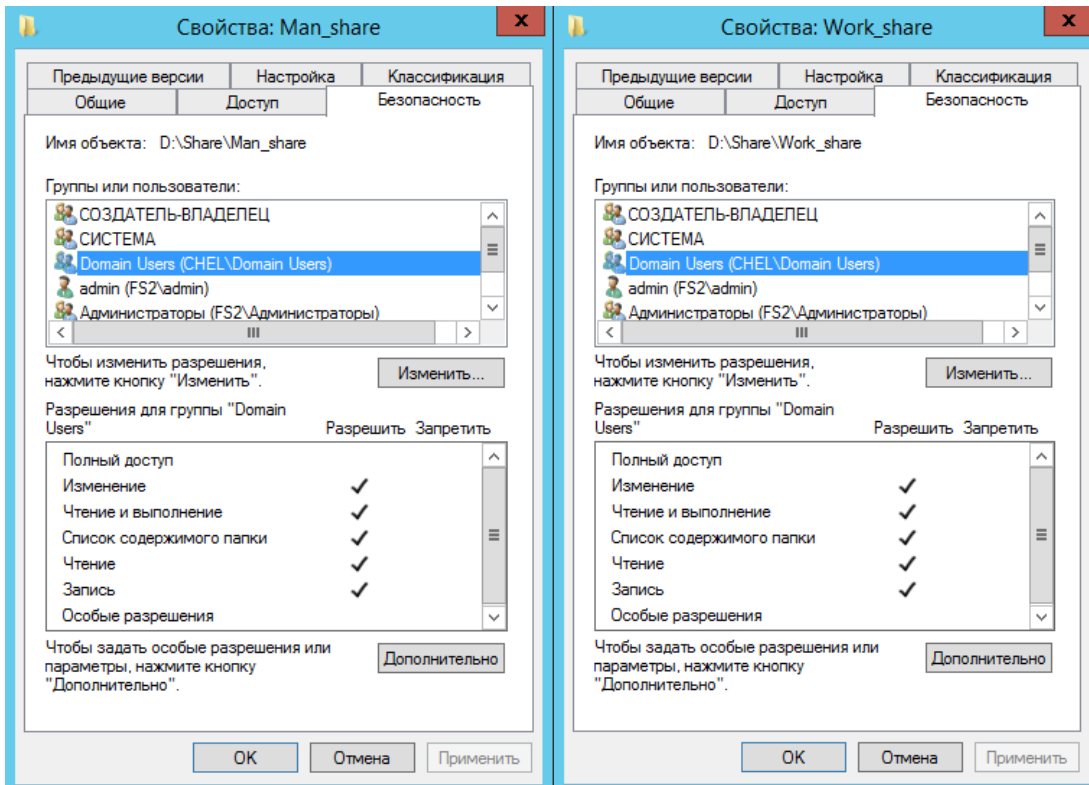 Свойства: Man_share
x
Предыдущие версии Настройка Классификация
Общие Доступ Безопасность
Имя объекта: D:\Share\Man_share
Группы или пользователи:
СОЗДАТЕЛЬ-ВЛАДЕЛЕЦ
СИСТЕМА
Domain Users (CHEL\Domain Users)
admin (FS2\admin)
Администраторы (FS2\Администраторы)
Чтобы изменить разрешения,
нажмите кнопку "Изменить".
Изменить...
Разрешения для группы "Domain
Users"
Разрешить Запретить
Полный доступ
Изменение
Чтение и выполнение
Список содержимого папки
Чтение
Запись
Особые разрешения
Чтобы задать особые разрешения или
параметры, нажмите кнопку
"Дополнительно".
Дополнительно
OK Отмена Применить
Свойства: Work_share
x
Предыдущие версии Настройка Классификация
Общие Доступ Безопасность
Имя объекта: D:\Share\Work_share
Группы или пользователи:
СОЗДАТЕЛЬ-ВЛАДЕЛЕЦ
СИСТЕМА
Domain Users (CHEL\Domain Users)
admin (FS2\admin)
Администраторы (FS2\Администраторы)
Чтобы изменить разрешения,
нажмите кнопку "Изменить".
Изменить...
Разрешения для группы "Domain
Users"
Разрешить Запретить
Полный доступ
Изменение
Чтение и выполнение
Список содержимого папки
Чтение
Запись
Особые разрешения
Чтобы задать особые разрешения или
параметры, нажмите кнопку
"Дополнительно".
Дополнительно
OK Отмена Применить